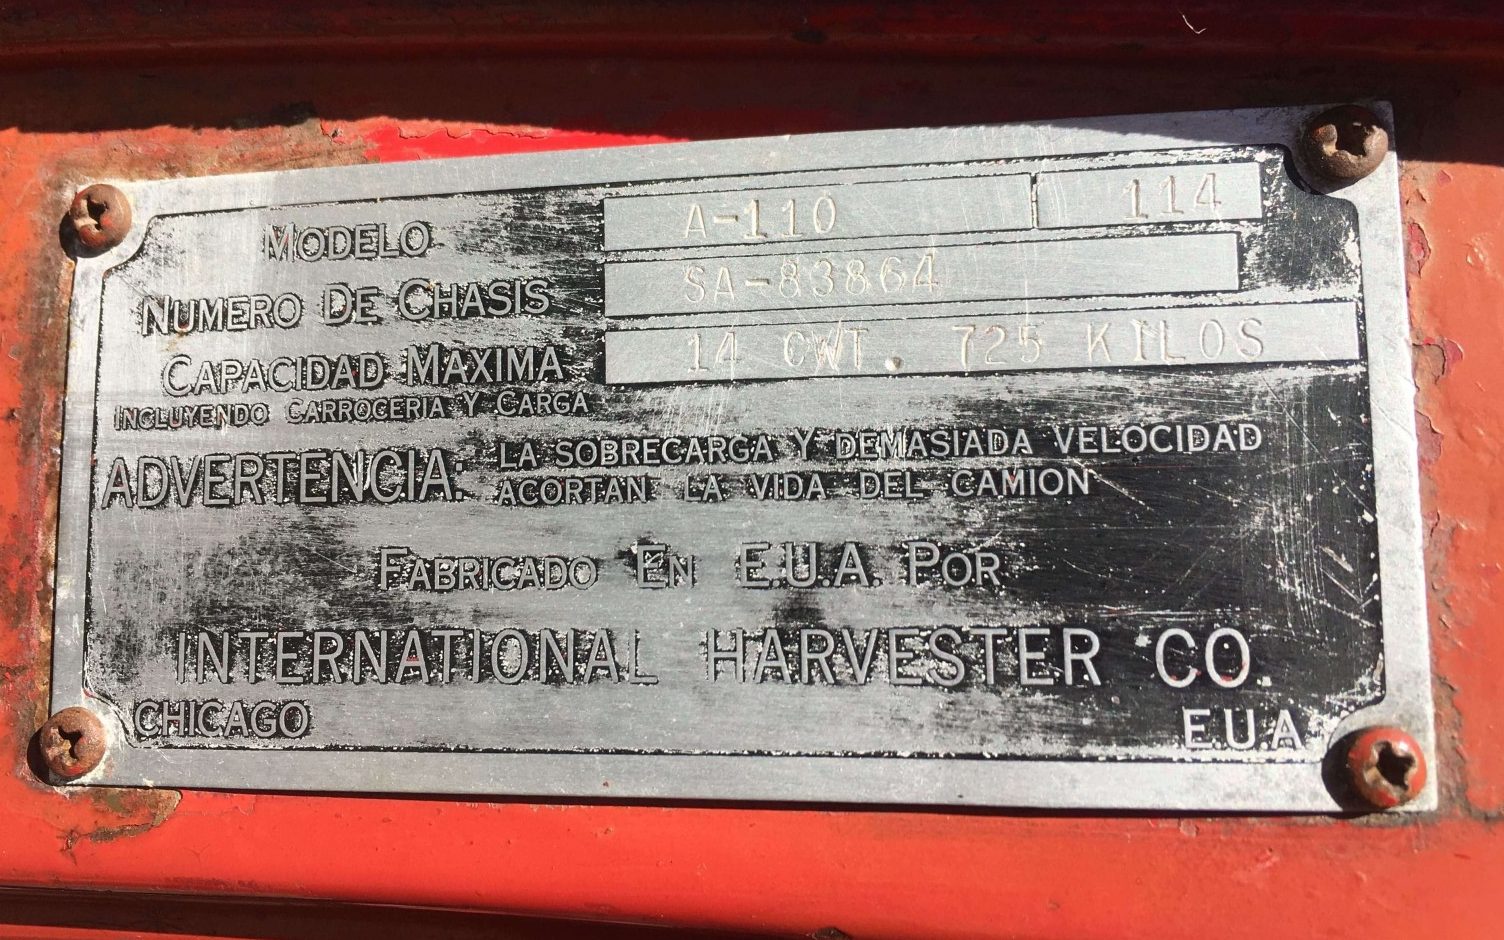 MODELO A-110 114
NUMERO DE CHASIS SA-83864
CAPACIDAD MAXIMA 14 CWT. 725 KILOS
INCLUYENDO CARROCERIA Y CARGA
ADVERTENCIA: LA SOBRECARGA Y DEMASIADA VELOCIDAD
ACORTAN LA VIDA DEL CAMION
FABRICADO EN E.U.A. POR
INTERNATIONAL HARVESTER CO.
CHICAGO E.U.A